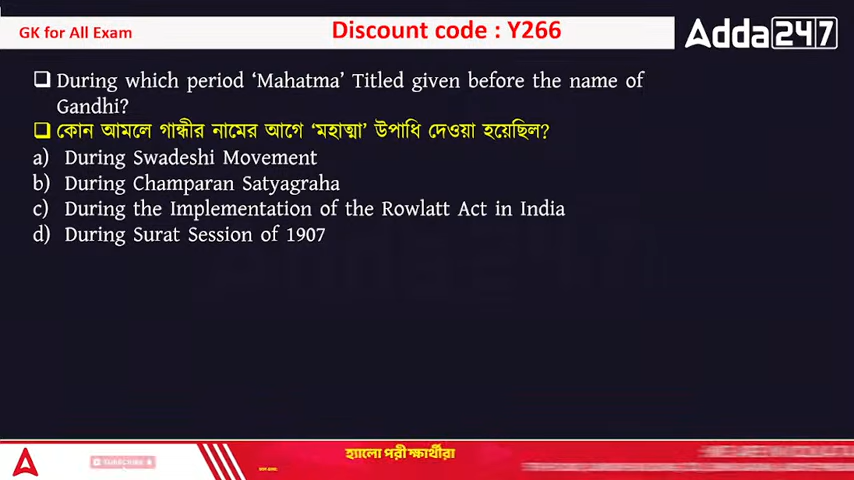 GK for All Exam
Discount code : Y266
Adda247
During which period ‘Mahatma’ Titled given before the name of
Gandhi?
কোন আমলে গান্ধীর নামের আগে ‘মহাত্মা’ উপাধি দেওয়া হয়েছিল?
a) During Swadeshi Movement
b) During Champaran Satyagraha
c) During the Implementation of the Rowlatt Act in India
d) During Surat Session of 1907
SUBSCRIBE
হ্যালো পরীক্ষার্থীরা